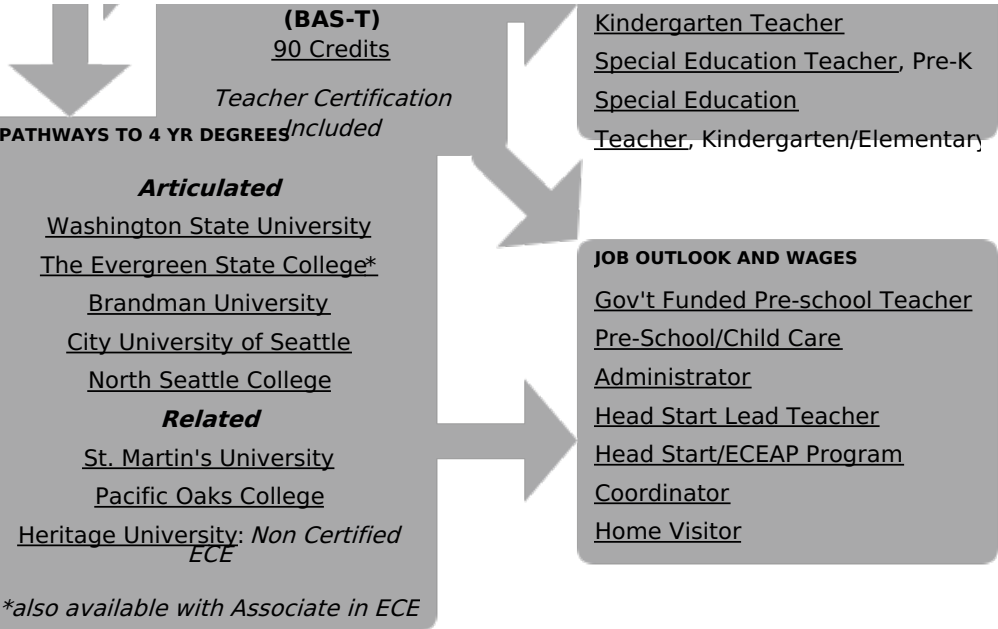 (BAS-T)
90 Credits
Teacher Certification
Included
PATHWAYS TO 4 YR DEGREES
Articulated
Washington State University
The Evergreen State College*
Brandman University
City University of Seattle
North Seattle College
Related
St. Martin's University
Pacific Oaks College
Heritage University: Non Certified
ECE
*also available with Associate in ECE
Kindergarten Teacher
Special Education Teacher, Pre-K
Special Education
Teacher, Kindergarten/Elementary
JOB OUTLOOK AND WAGES
Gov't Funded Pre-school Teacher
Pre-School/Child Care
Administrator
Head Start Lead Teacher
Head Start/ECEAP Program
Coordinator
Home Visitor